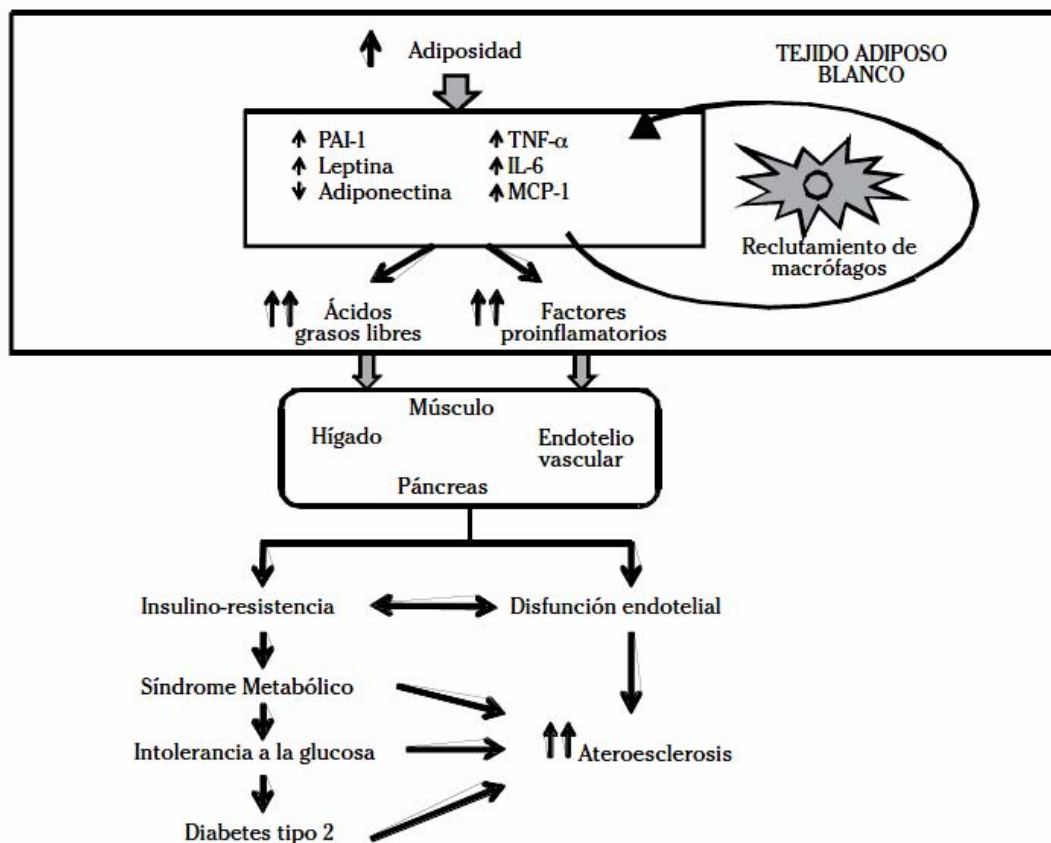 Adiposidad
TEJIDO ADIPOSO
BLANCO
PAI-1
Leptina
Adiponectina
TNF-α
IL-6
MCP-1
Reclutamiento de
macrófagos
Ácidos
grasos libres
Factores
proinflamatorios
Músculo
Hígado
Endotelio
vascular
Páncreas
Insulino-resistencia
Disfunción endotelial
Síndrome Metabólico
Intolerancia a la glucosa
Ateroesclerosis
Diabetes tipo 2